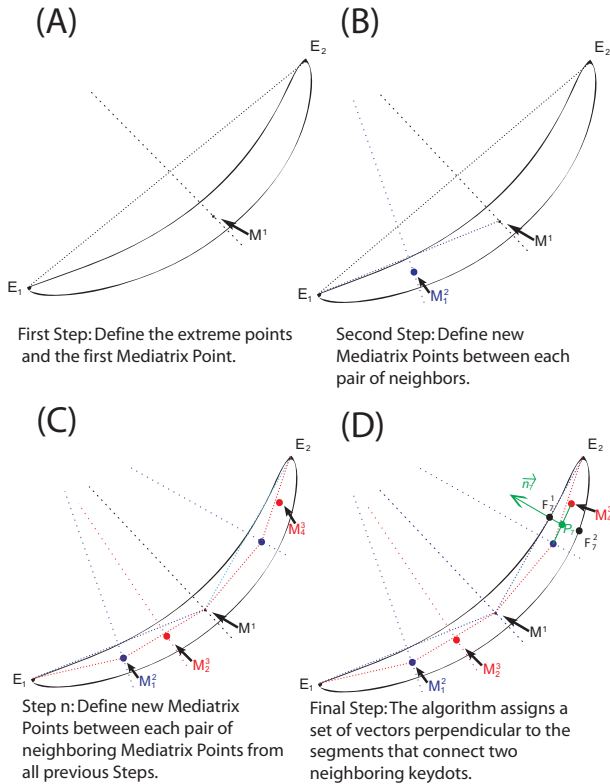 (A)
E2
M1
E1
First Step: Define the extreme points
and the first Mediatrix Point.
(B)
E2
M1
E1
M12
Second Step: Define new
Mediatrix Points between each
pair of neighbors.
(C)
E2
M43
M1
E1
M12
M23
Step n: Define new Mediatrix
Points between each pair of
neighboring Mediatrix Points from
all previous Steps.
(D)
E2
n7
F71
M2
P7
F72
M1
E1
M12
M23
Final Step: The algorithm assigns a
set of vectors perpendicular to the
segments that connect two
neighboring keydots.